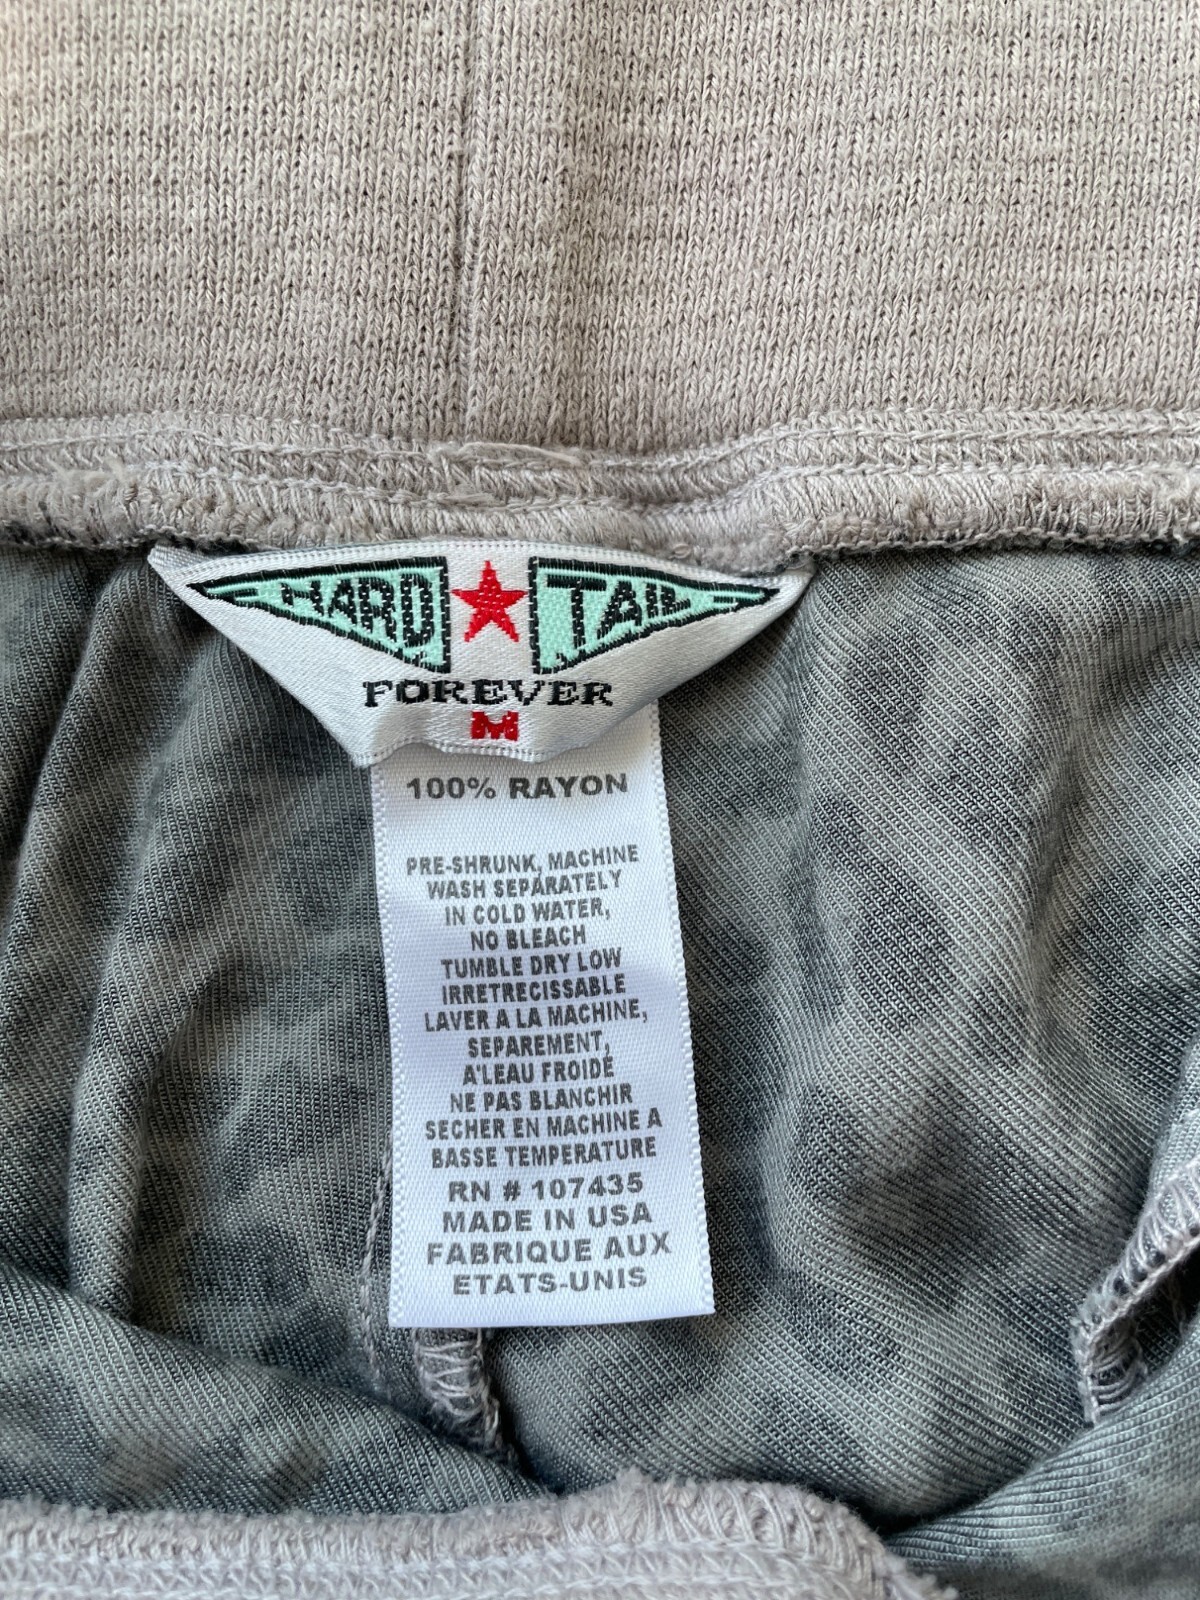 HARD TAIL
FOREVER
M
100% RAYON
PRE-SHRUNK, MACHINE
WASH SEPARATELY
IN COLD WATER,
NO BLEACH
TUMBLE DRY LOW
IRRETRECISSABLE
LAVER A LA MACHINE,
SEPAREMENT,
A'LEAU FROIDE
NE PAS BLANCHIR
SECHER EN MACHINE A
BASSE TEMPERATURE
RN # 107435
MADE IN USA
FABRIQUE AUX
ETATS-UNIS